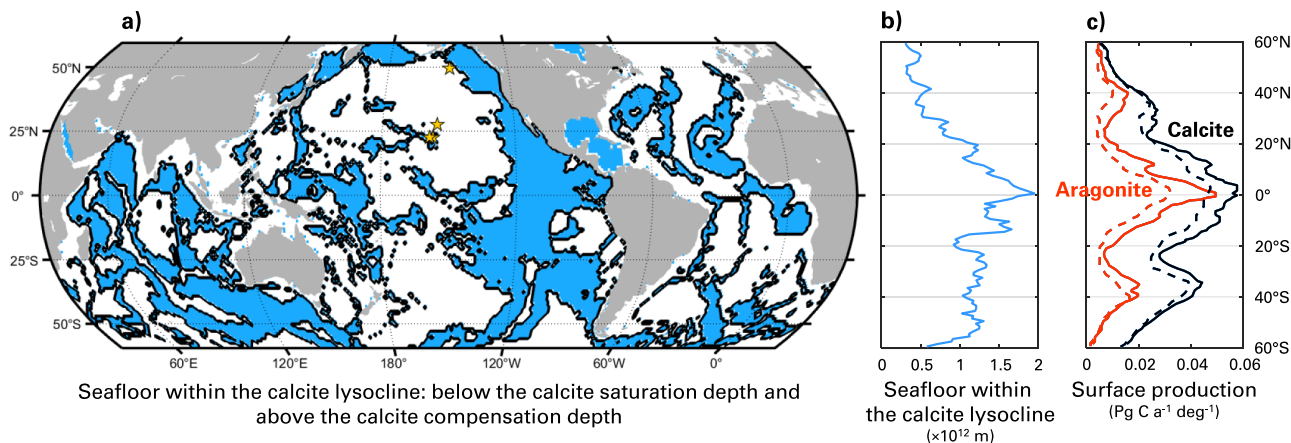 a)
50°N
25°N
0°
25°S
50°S
60°E
120°E
180°W
120°W
60°W
0°
Seafloor within the calcite lysocline: below the calcite saturation depth and
above the calcite compensation depth
b)
0
0.5
1
1.5
2
Seafloor within
the calcite lysocline
(×10¹² m)
c)
60°N
40°N
20°N
0°
20°S
40°S
60°S
Calcite
Aragonite
0
0.02
0.04
0.06
Surface production
(Pg C a⁻¹ deg⁻¹)